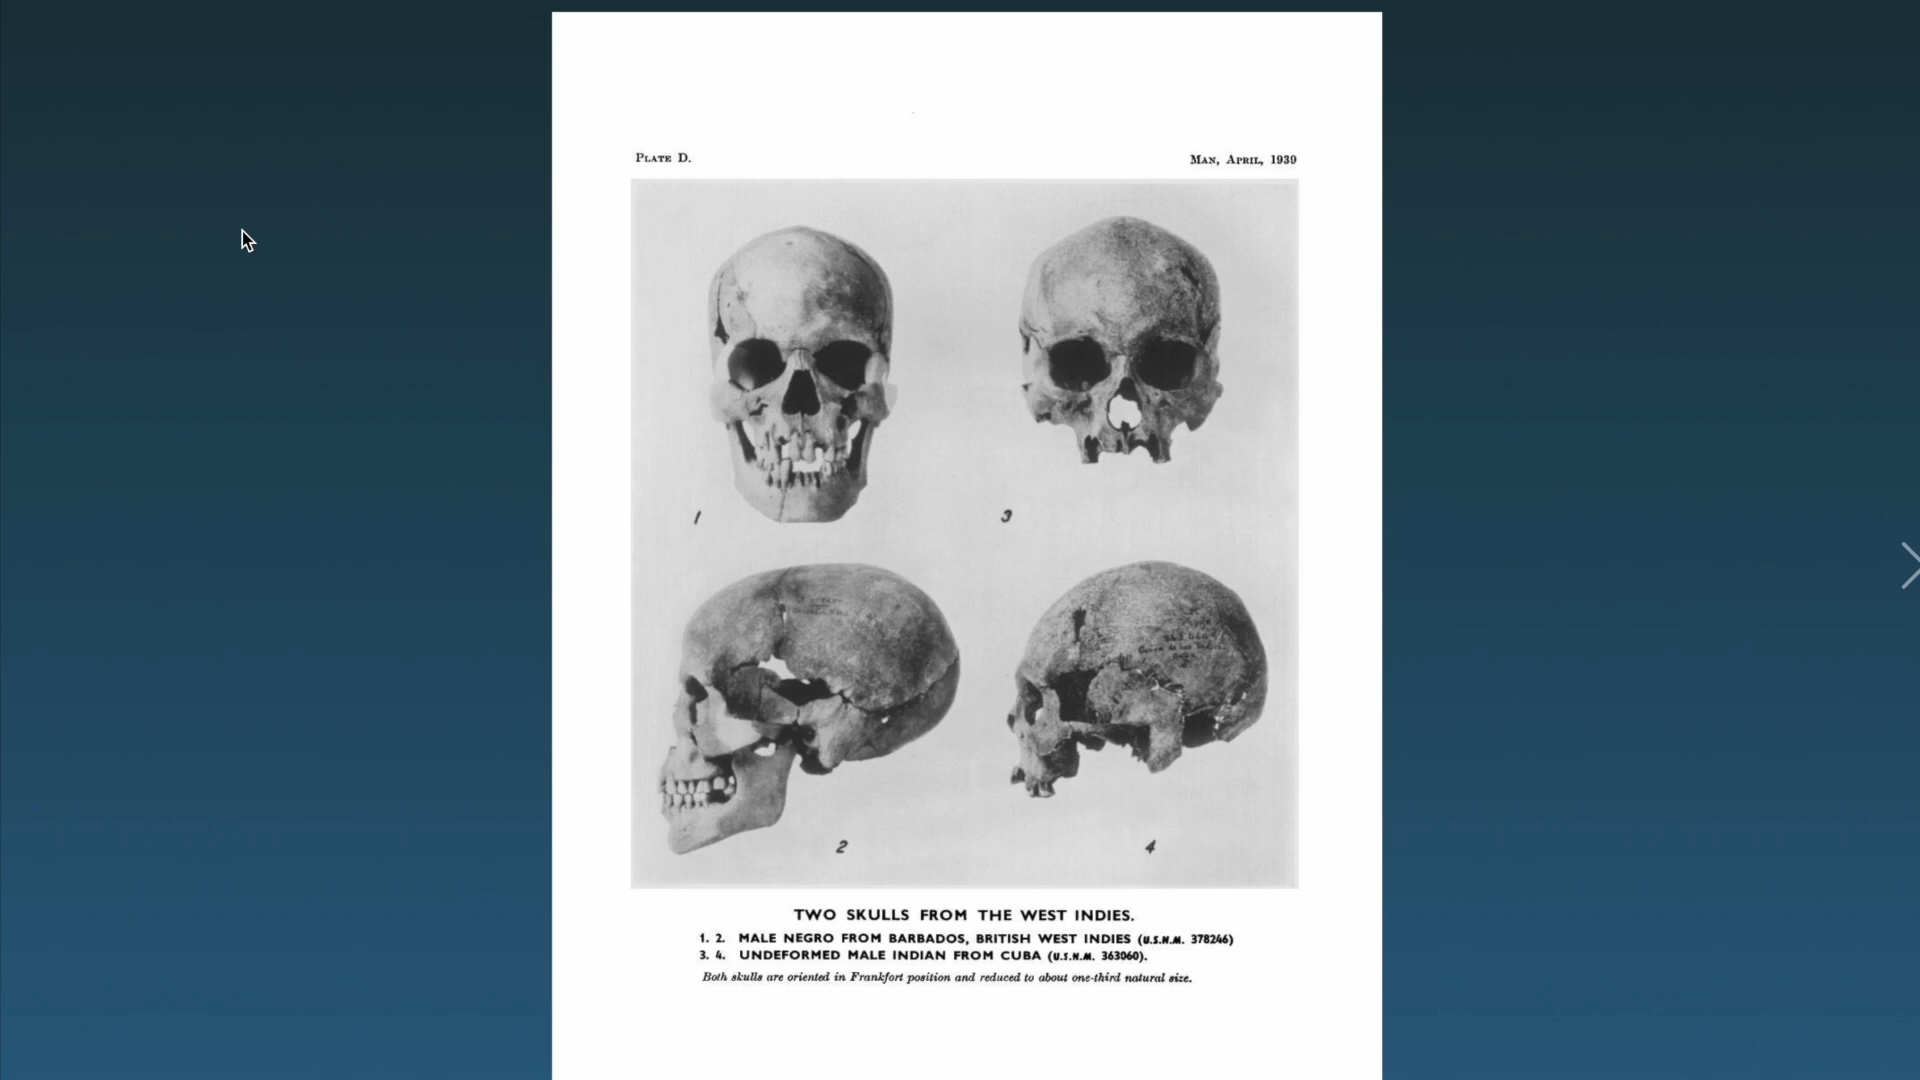 PLATE D.
MAN, APRIL, 1939
1
3
2
4
TWO SKULLS FROM THE WEST INDIES.
1. 2. MALE NEGRO FROM BARBADOS, BRITISH WEST INDIES (U.S.N.M. 378246)
3. 4. UNDEFORMED MALE INDIAN FROM CUBA (U.S.N.M. 363060).
Both skulls are oriented in Frankfort position and reduced to about one-third natural size.